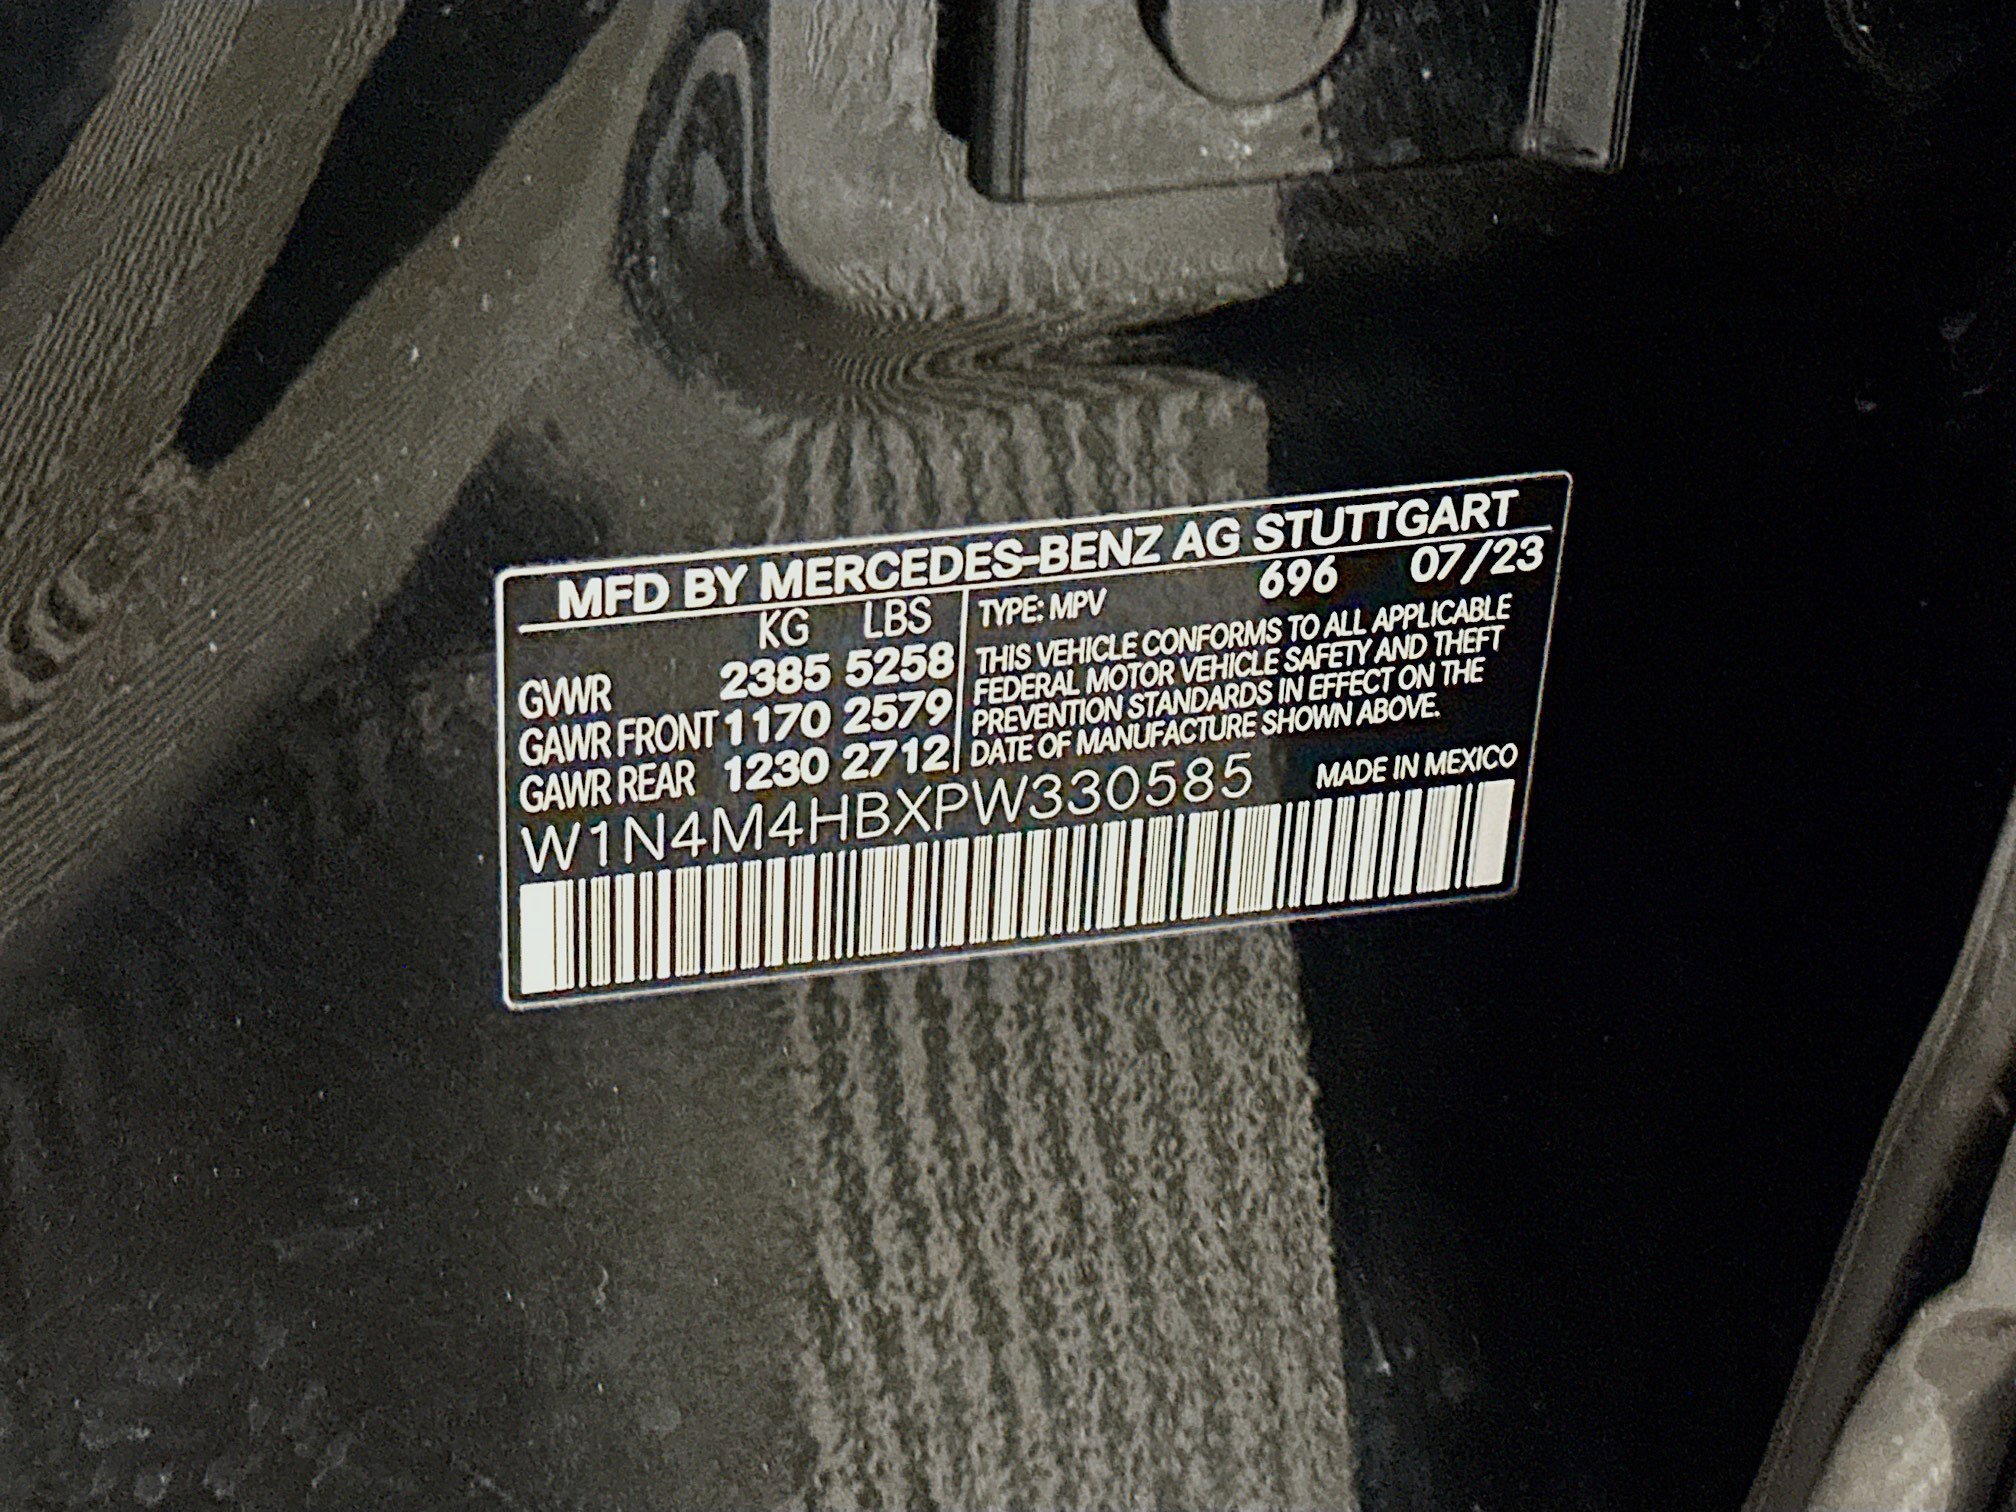 MFD BY MERCEDES-BENZ AG STUTTGART
KG LBS
GVWR 2385 5258
GAWR FRONT 1170 2579
GAWR REAR 1230 2712
TYPE: MPV 696 07/23
THIS VEHICLE CONFORMS TO ALL APPLICABLE
FEDERAL MOTOR VEHICLE SAFETY AND THEFT
PREVENTION STANDARDS IN EFFECT ON THE
DATE OF MANUFACTURE SHOWN ABOVE.
W1N4M4HBXPW330585 MADE IN MEXICO